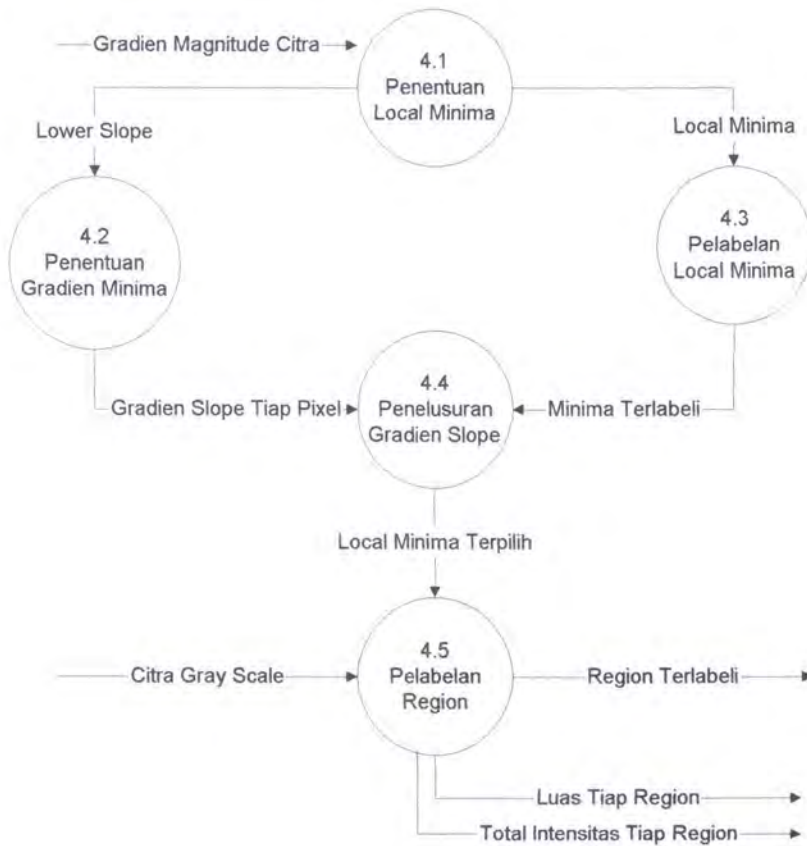 Gradien Magnitude Citra
4.1
Penentuan
Local Minima
Lower Slope
Local Minima
4.2
Penentuan
Gradien Minima
4.3
Pelabelan
Local Minima
Gradien Slope Tiap Pixel
4.4
Penelusuran
Gradien Slope
Minima Terlabeli
Local Minima Terpilih
Citra Gray Scale
4.5
Pelabelan
Region
Region Terlabeli
Luas Tiap Region
Total Intensitas Tiap Region